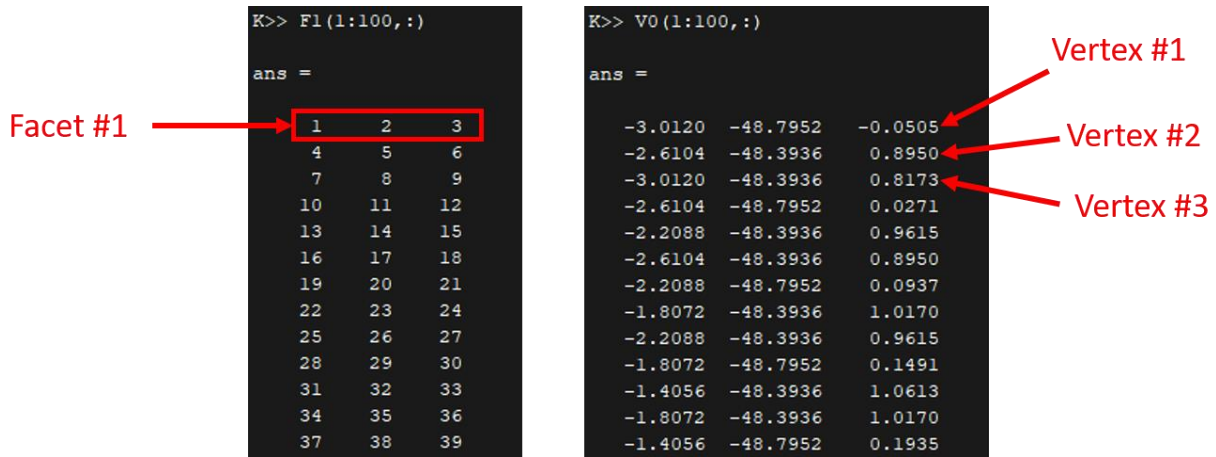 K>> F1(1:100,:)
ans =
1 2 3
4 5 6
7 8 9
10 11 12
13 14 15
16 17 18
19 20 21
22 23 24
25 26 27
28 29 30
31 32 33
34 35 36
37 38 39
Facet #1
K>> V0(1:100,:)
ans =
-3.0120 -48.7952 -0.0505
-2.6104 -48.3936 0.8950
-3.0120 -48.3936 0.8173
-2.6104 -48.7952 0.0271
-2.2088 -48.3936 0.9615
-2.6104 -48.3936 0.8950
-2.2088 -48.7952 0.0937
-1.8072 -48.3936 1.0170
-2.2088 -48.3936 0.9615
-1.8072 -48.7952 0.1491
-1.4056 -48.3936 1.0613
-1.8072 -48.3936 1.0170
-1.4056 -48.7952 0.1935
Vertex #1
Vertex #2
Vertex #3